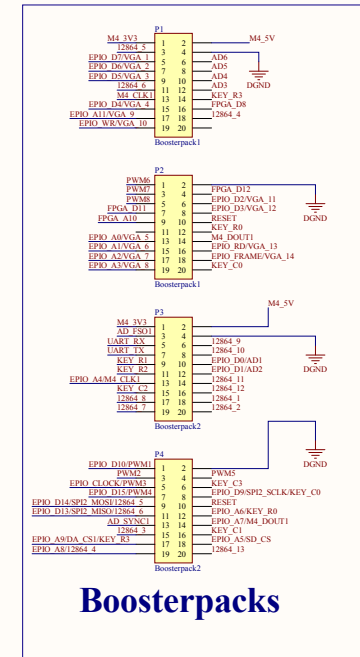 P1
M4_3V3 1 2 M4_5V
12864_5 3 4
EPIO_D7/VGA_1 5 6 AD6
EPIO_D6/VGA_2 7 8 AD5
EPIO_D5/VGA_3 9 10 AD4
12864_6 11 12 AD3
M4_CLK1 13 14 KEY_R3
EPIO_D4/VGA_4 15 16 FPGA_D8
EPIO_A11/VGA_9 17 18 12864_4
EPIO_WR/VGA_10 19 20
DGND
Boosterpack1
P2
PWM6 1 2
PWM7 3 4 FPGA_D12
PWM8 5 6 EPIO_D2/VGA_11
FPGA_D11 7 8 EPIO_D3/VGA_12
FPGA_A10 9 10 RESET
11 12 KEY_R0
EPIO_A0/VGA_5 13 14 M4_DOUT1
EPIO_A1/VGA_6 15 16 EPIO_RD/VGA_13
EPIO_A2/VGA_7 17 18 EPIO_FRAME/VGA_14
EPIO_A3/VGA_8 19 20 KEY_C0
DGND
Boosterpack1
P3
M4_3V3 1 2 M4_5V
AD_FSO1 3 4
UART_RX 5 6 12864_9
UART_TX 7 8 12864_10
KEY_R1 9 10 EPIO_D0/AD1
KEY_R2 11 12 EPIO_D1/AD2
EPIO_A4/M4_CLK1 13 14 12864_11
KEY_C2 15 16 12864_12
12864_8 17 18 12864_1
12864_7 19 20 12864_2
DGND
Boosterpack2
P4
EPIO_D10/PWM1 1 2
PWM2 3 4 PWM5
EPIO_CLOCK/PWM3 5 6 KEY_C3
EPIO_D15/PWM4 7 8 EPIO_D9/SPI2_SCLK/KEY_C0
EPIO_D14/SPI2_MOSI/12864_5 9 10 RESET
EPIO_D13/SPI2_MISO/12864_6 11 12 EPIO_A6/KEY_R0
AD_SYNC1 13 14 EPIO_A7/M4_DOUT1
12864_3 15 16 KEY_C1
EPIO_A9/DA_CS1/KEY_R3 17 18 EPIO_A5/SD_CS
EPIO_A8/12864_4 19 20 12864_13
DGND
Boosterpack2
Boosterpacks